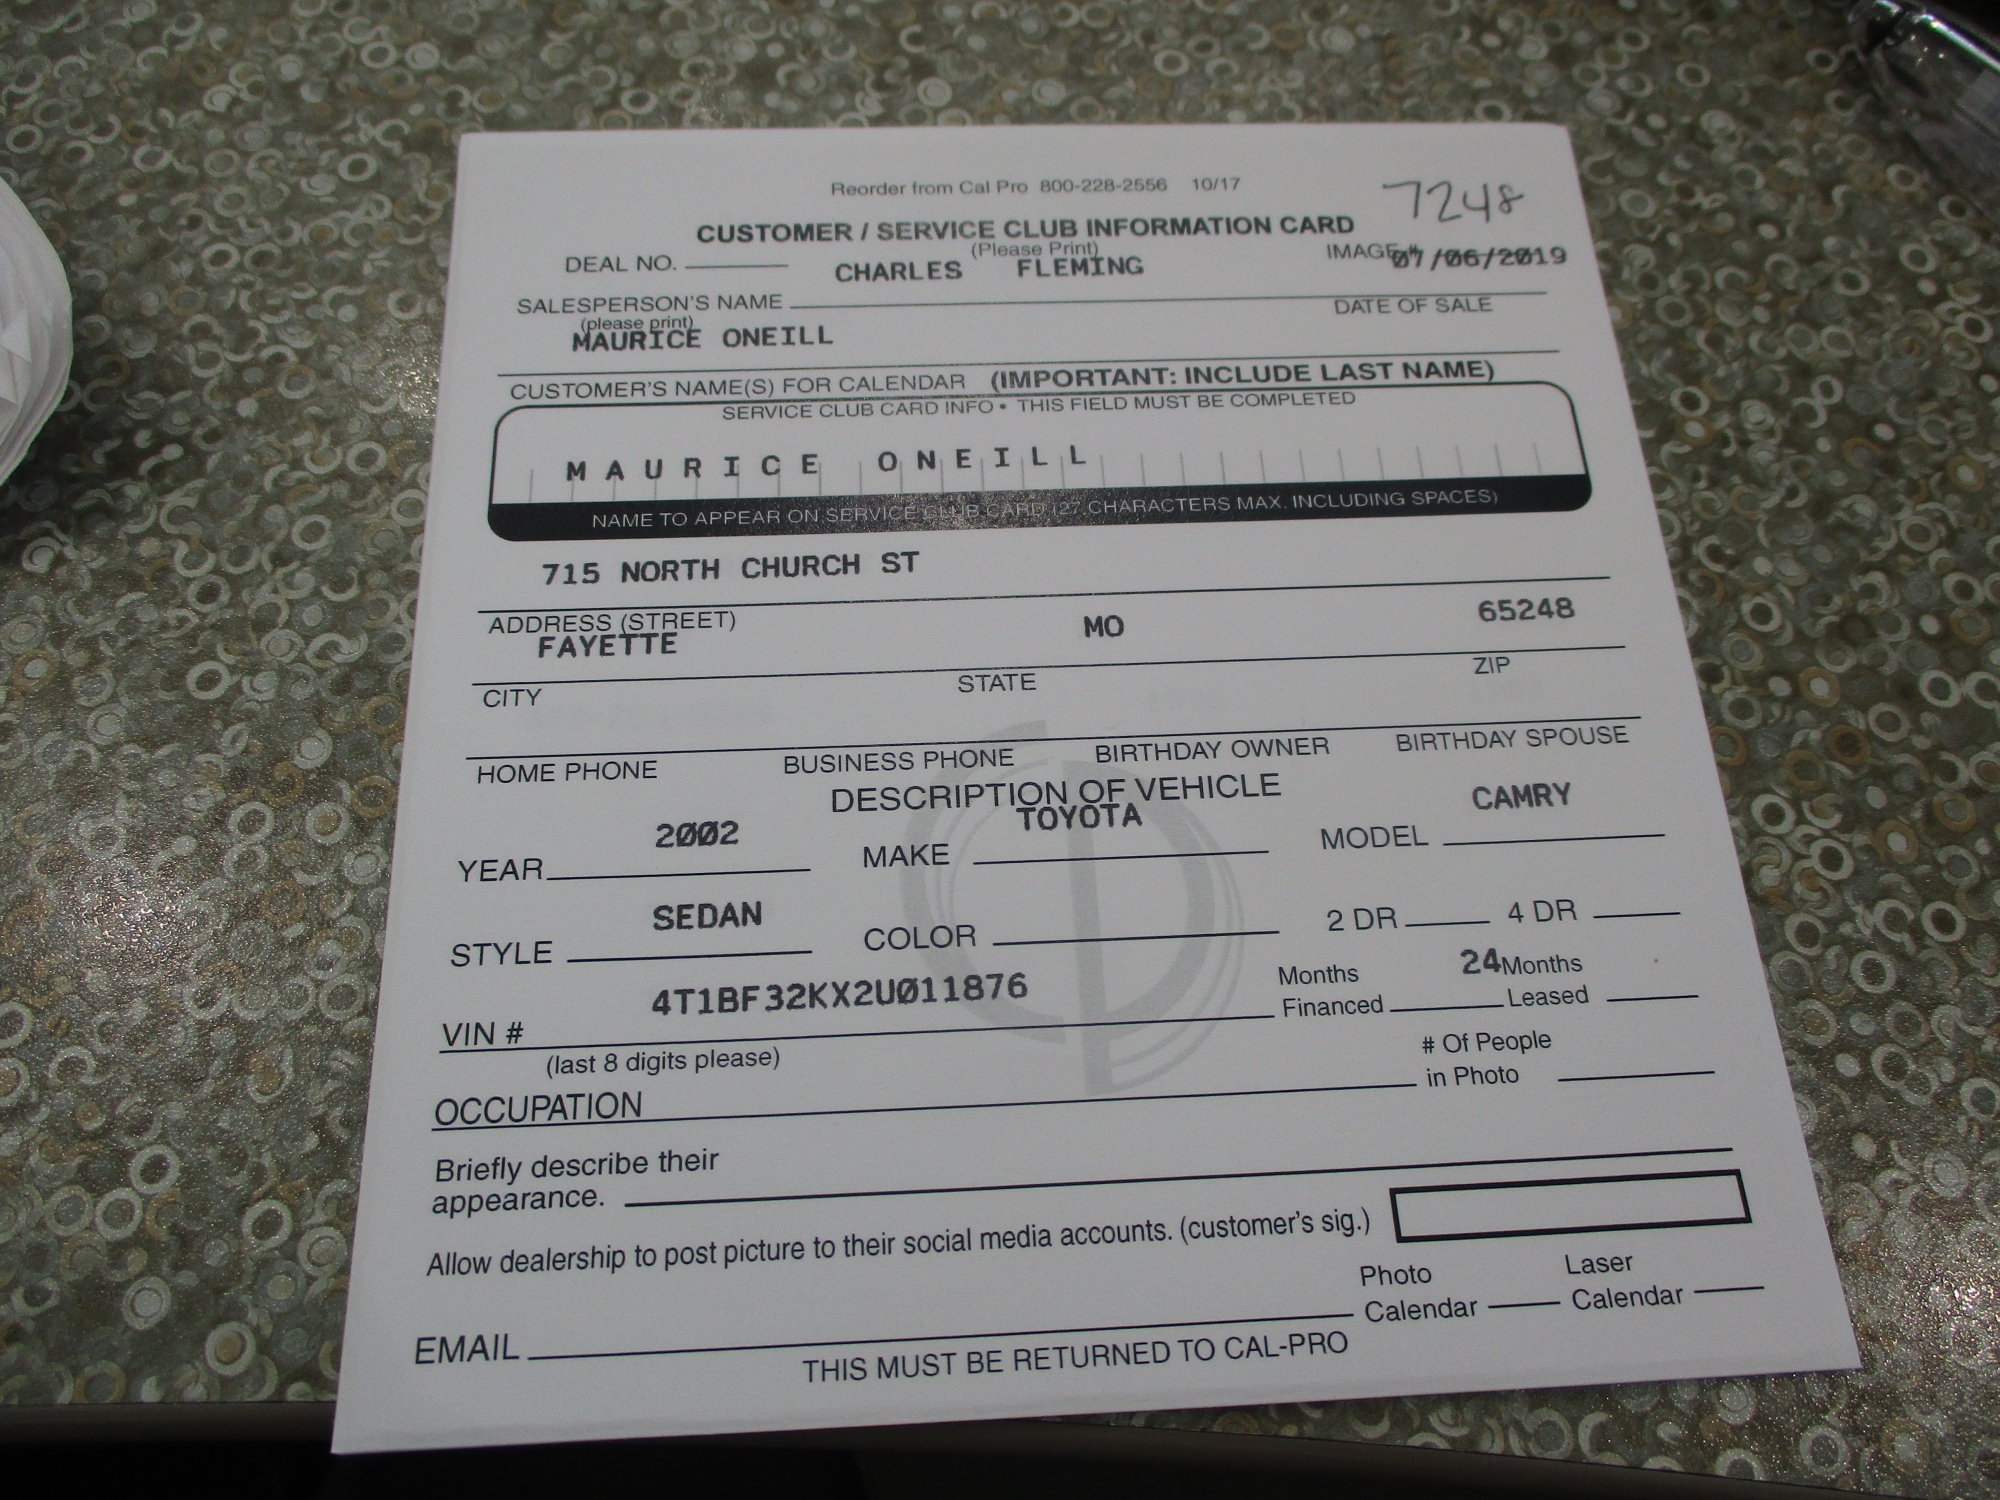 Reorder from Cal Pro 800-228-2556 10/17
7248
CUSTOMER / SERVICE CLUB INFORMATION CARD
(Please Print)
DEAL NO. CHARLES FLEMING IMAGE# 07/06/2019
SALESPERSON'S NAME DATE OF SALE
(please print)
MAURICE ONEILL
CUSTOMER'S NAME(S) FOR CALENDAR (IMPORTANT: INCLUDE LAST NAME)
SERVICE CLUB CARD INFO • THIS FIELD MUST BE COMPLETED
MAURICE ONEILL
NAME TO APPEAR ON SERVICE CLUB CARD (27 CHARACTERS MAX. INCLUDING SPACES)
715 NORTH CHURCH ST
ADDRESS (STREET)
FAYETTE MO 65248
CITY STATE ZIP
HOME PHONE BUSINESS PHONE BIRTHDAY OWNER BIRTHDAY SPOUSE
DESCRIPTION OF VEHICLE
YEAR 2002 MAKE TOYOTA MODEL CAMRY
STYLE SEDAN COLOR 2 DR 4 DR
VIN # 4T1BF32KX2U011876 Months Financed 24 Months Leased
(last 8 digits please)
OCCUPATION # Of People in Photo
Briefly describe their
appearance.
Allow dealership to post picture to their social media accounts. (customer's sig.)
EMAIL Photo Calendar Laser Calendar
THIS MUST BE RETURNED TO CAL-PRO